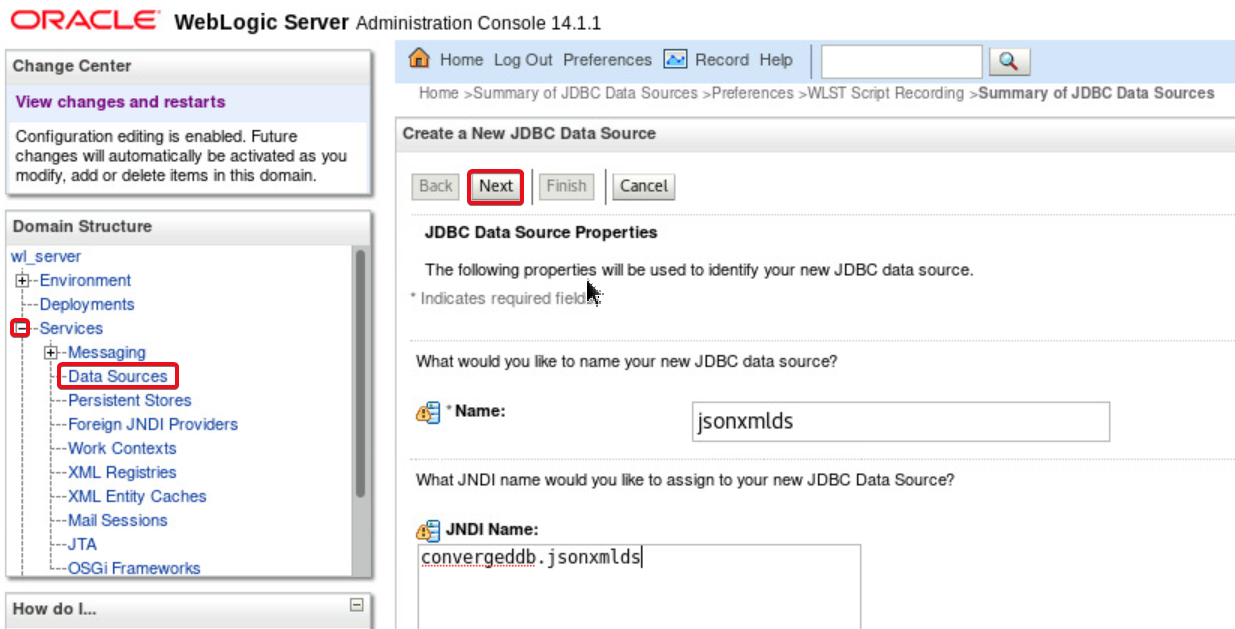 ORACLE® WebLogic Server Administration Console 14.1.1
Change Center
View changes and restarts
Configuration editing is enabled. Future
changes will automatically be activated as you
modify, add or delete items in this domain.
Domain Structure
wl_server
Environment
Deployments
Services
Messaging
Data Sources
Persistent Stores
Foreign JNDI Providers
Work Contexts
XML Registries
XML Entity Caches
Mail Sessions
JTA
OSGi Frameworks
How do I...
Home Log Out Preferences Record Help
Home >Summary of JDBC Data Sources >Preferences >WLST Script Recording >Summary of JDBC Data Sources
Create a New JDBC Data Source
Back Next Finish Cancel
JDBC Data Source Properties
The following properties will be used to identify your new JDBC data source.
* Indicates required fields
What would you like to name your new JDBC data source?
* Name:
jsonxmlds
What JNDI name would you like to assign to your new JDBC Data Source?
JNDI Name:
convergeddb.jsonxmlds